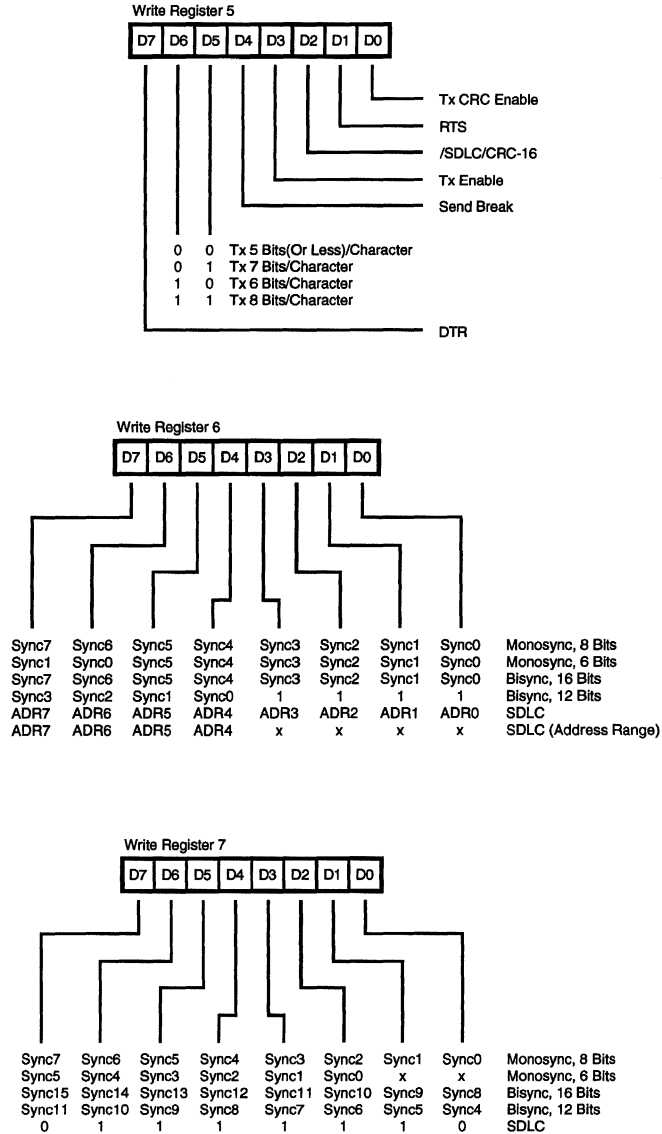 Write Register 5
D7 D6 D5 D4 D3 D2 D1 D0
Tx CRC Enable
RTS
/SDLC/CRC-16
Tx Enable
Send Break
0 0 Tx 5 Bits(Or Less)/Character
0 1 Tx 7 Bits/Character
1 0 Tx 6 Bits/Character
1 1 Tx 8 Bits/Character
DTR
Write Register 6
D7 D6 D5 D4 D3 D2 D1 D0
Sync7 Sync6 Sync5 Sync4 Sync3 Sync2 Sync1 Sync0 Monosync, 8 Bits
Sync1 Sync0 Sync5 Sync4 Sync3 Sync2 Sync1 Sync0 Monosync, 6 Bits
Sync7 Sync6 Sync5 Sync4 Sync3 Sync2 Sync1 Sync0 Bisync, 16 Bits
Sync3 Sync2 Sync1 Sync0 1 1 1 1 Bisync, 12 Bits
ADR7 ADR6 ADR5 ADR4 ADR3 ADR2 ADR1 ADR0 SDLC
ADR7 ADR6 ADR5 ADR4 x x x x SDLC (Address Range)
Write Register 7
D7 D6 D5 D4 D3 D2 D1 D0
Sync7 Sync6 Sync5 Sync4 Sync3 Sync2 Sync1 Sync0 Monosync, 8 Bits
Sync5 Sync4 Sync3 Sync2 Sync1 Sync0 x x Monosync, 6 Bits
Sync15 Sync14 Sync13 Sync12 Sync11 Sync10 Sync9 Sync8 Bisync, 16 Bits
Sync11 Sync10 Sync9 Sync8 Sync7 Sync6 Sync5 Sync4 Bisync, 12 Bits
0 1 1 1 1 1 1 0 SDLC